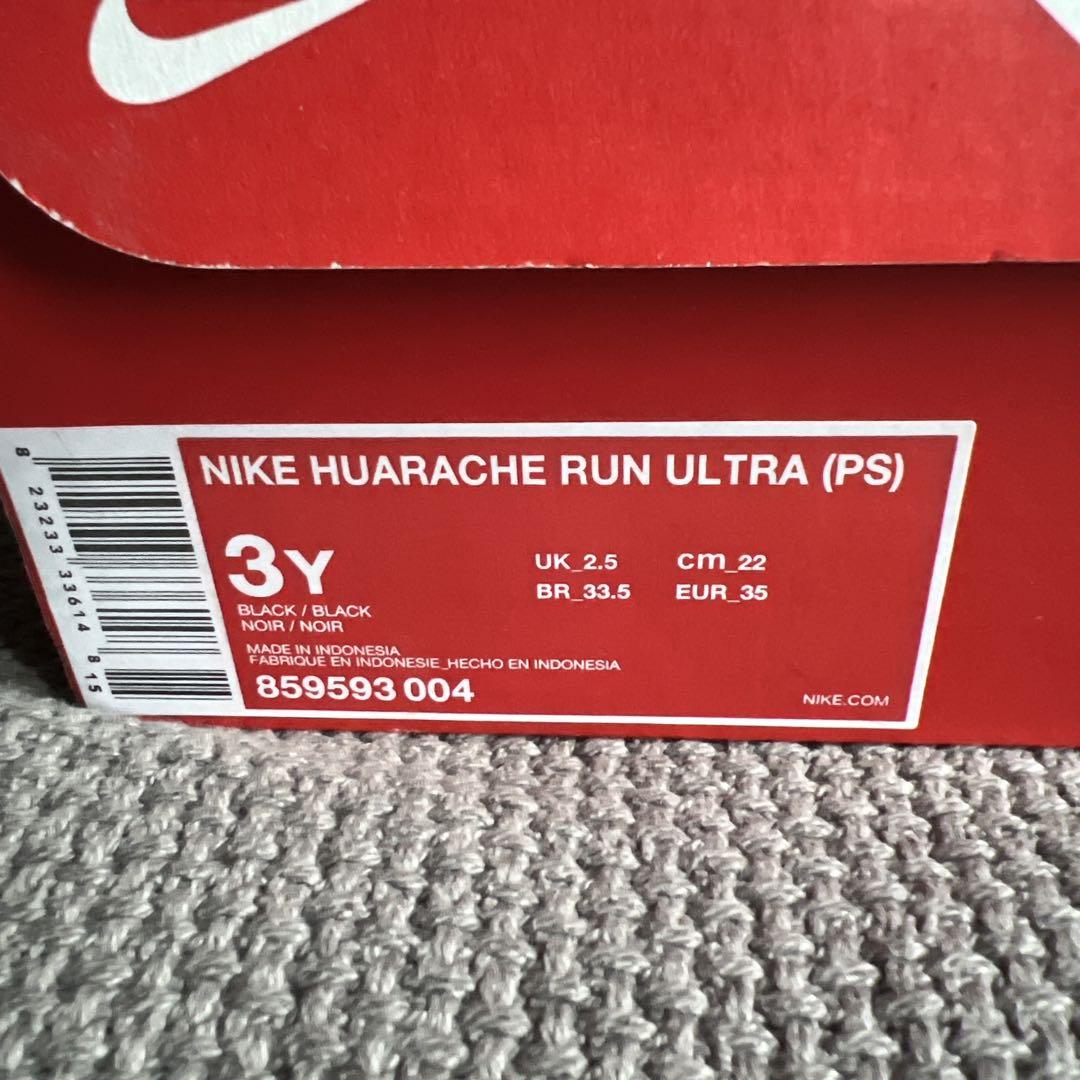 NIKE HUARACHE RUN ULTRA (PS)
3Y
UK_2.5 cm_22
BR_33.5 EUR_35
BLACK / BLACK
NOIR / NOIR
MADE IN INDONESIA
FABRIQUE EN INDONESIE_HECHO EN INDONESIA
859593 004
NIKE.COM
8 23233 33614 8 15